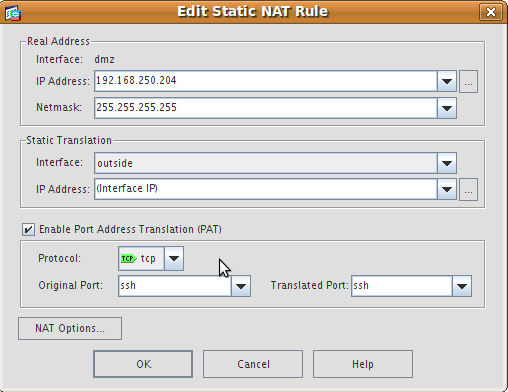 Edit Static NAT Rule
Real Address
Interface: dmz
IP Address: 192.168.250.204 ...
Netmask: 255.255.255.255
Static Translation
Interface: outside
IP Address: (Interface IP) ...
Enable Port Address Translation (PAT)
Protocol: TCP tcp
Original Port: ssh Translated Port: ssh
NAT Options...
OK Cancel Help